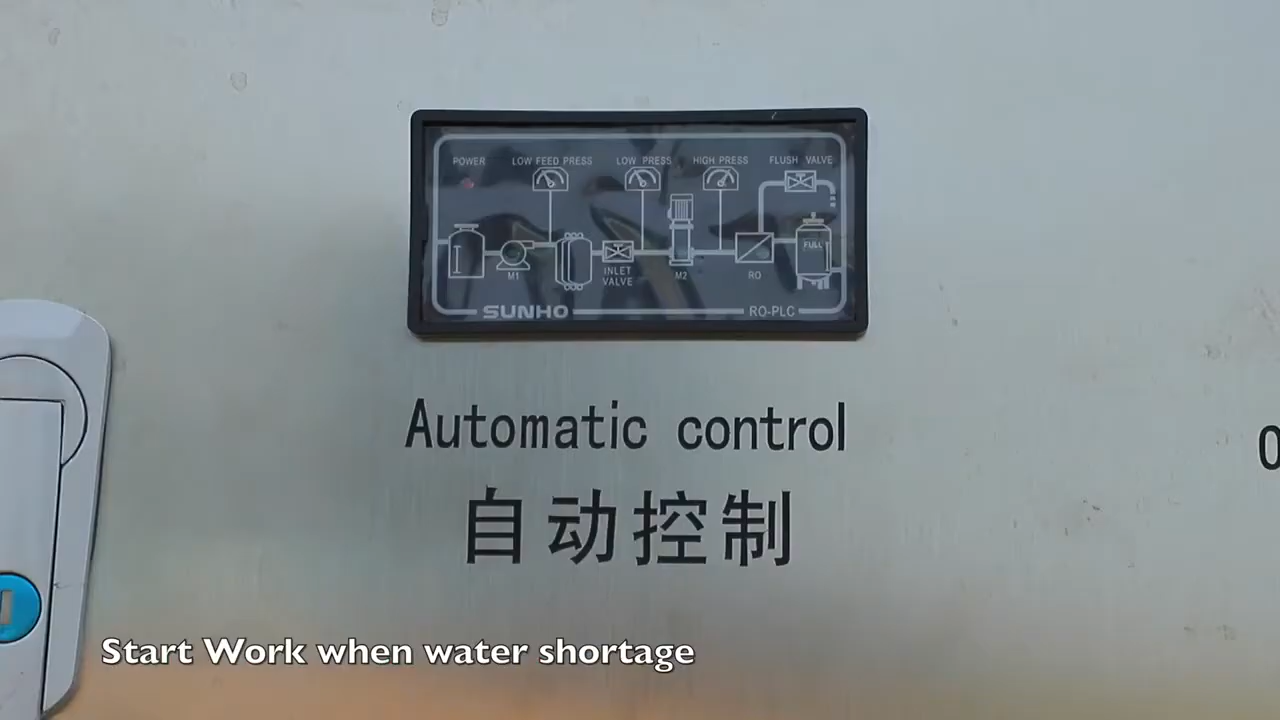 POWER LOW FEED PRESS LOW PRESS HIGH PRESS FLUSH VALVE
FULL
M1 INLET VALVE M2 RO
SUNHO RO-PLC
Automatic control
自动控制
Start Work when water shortage